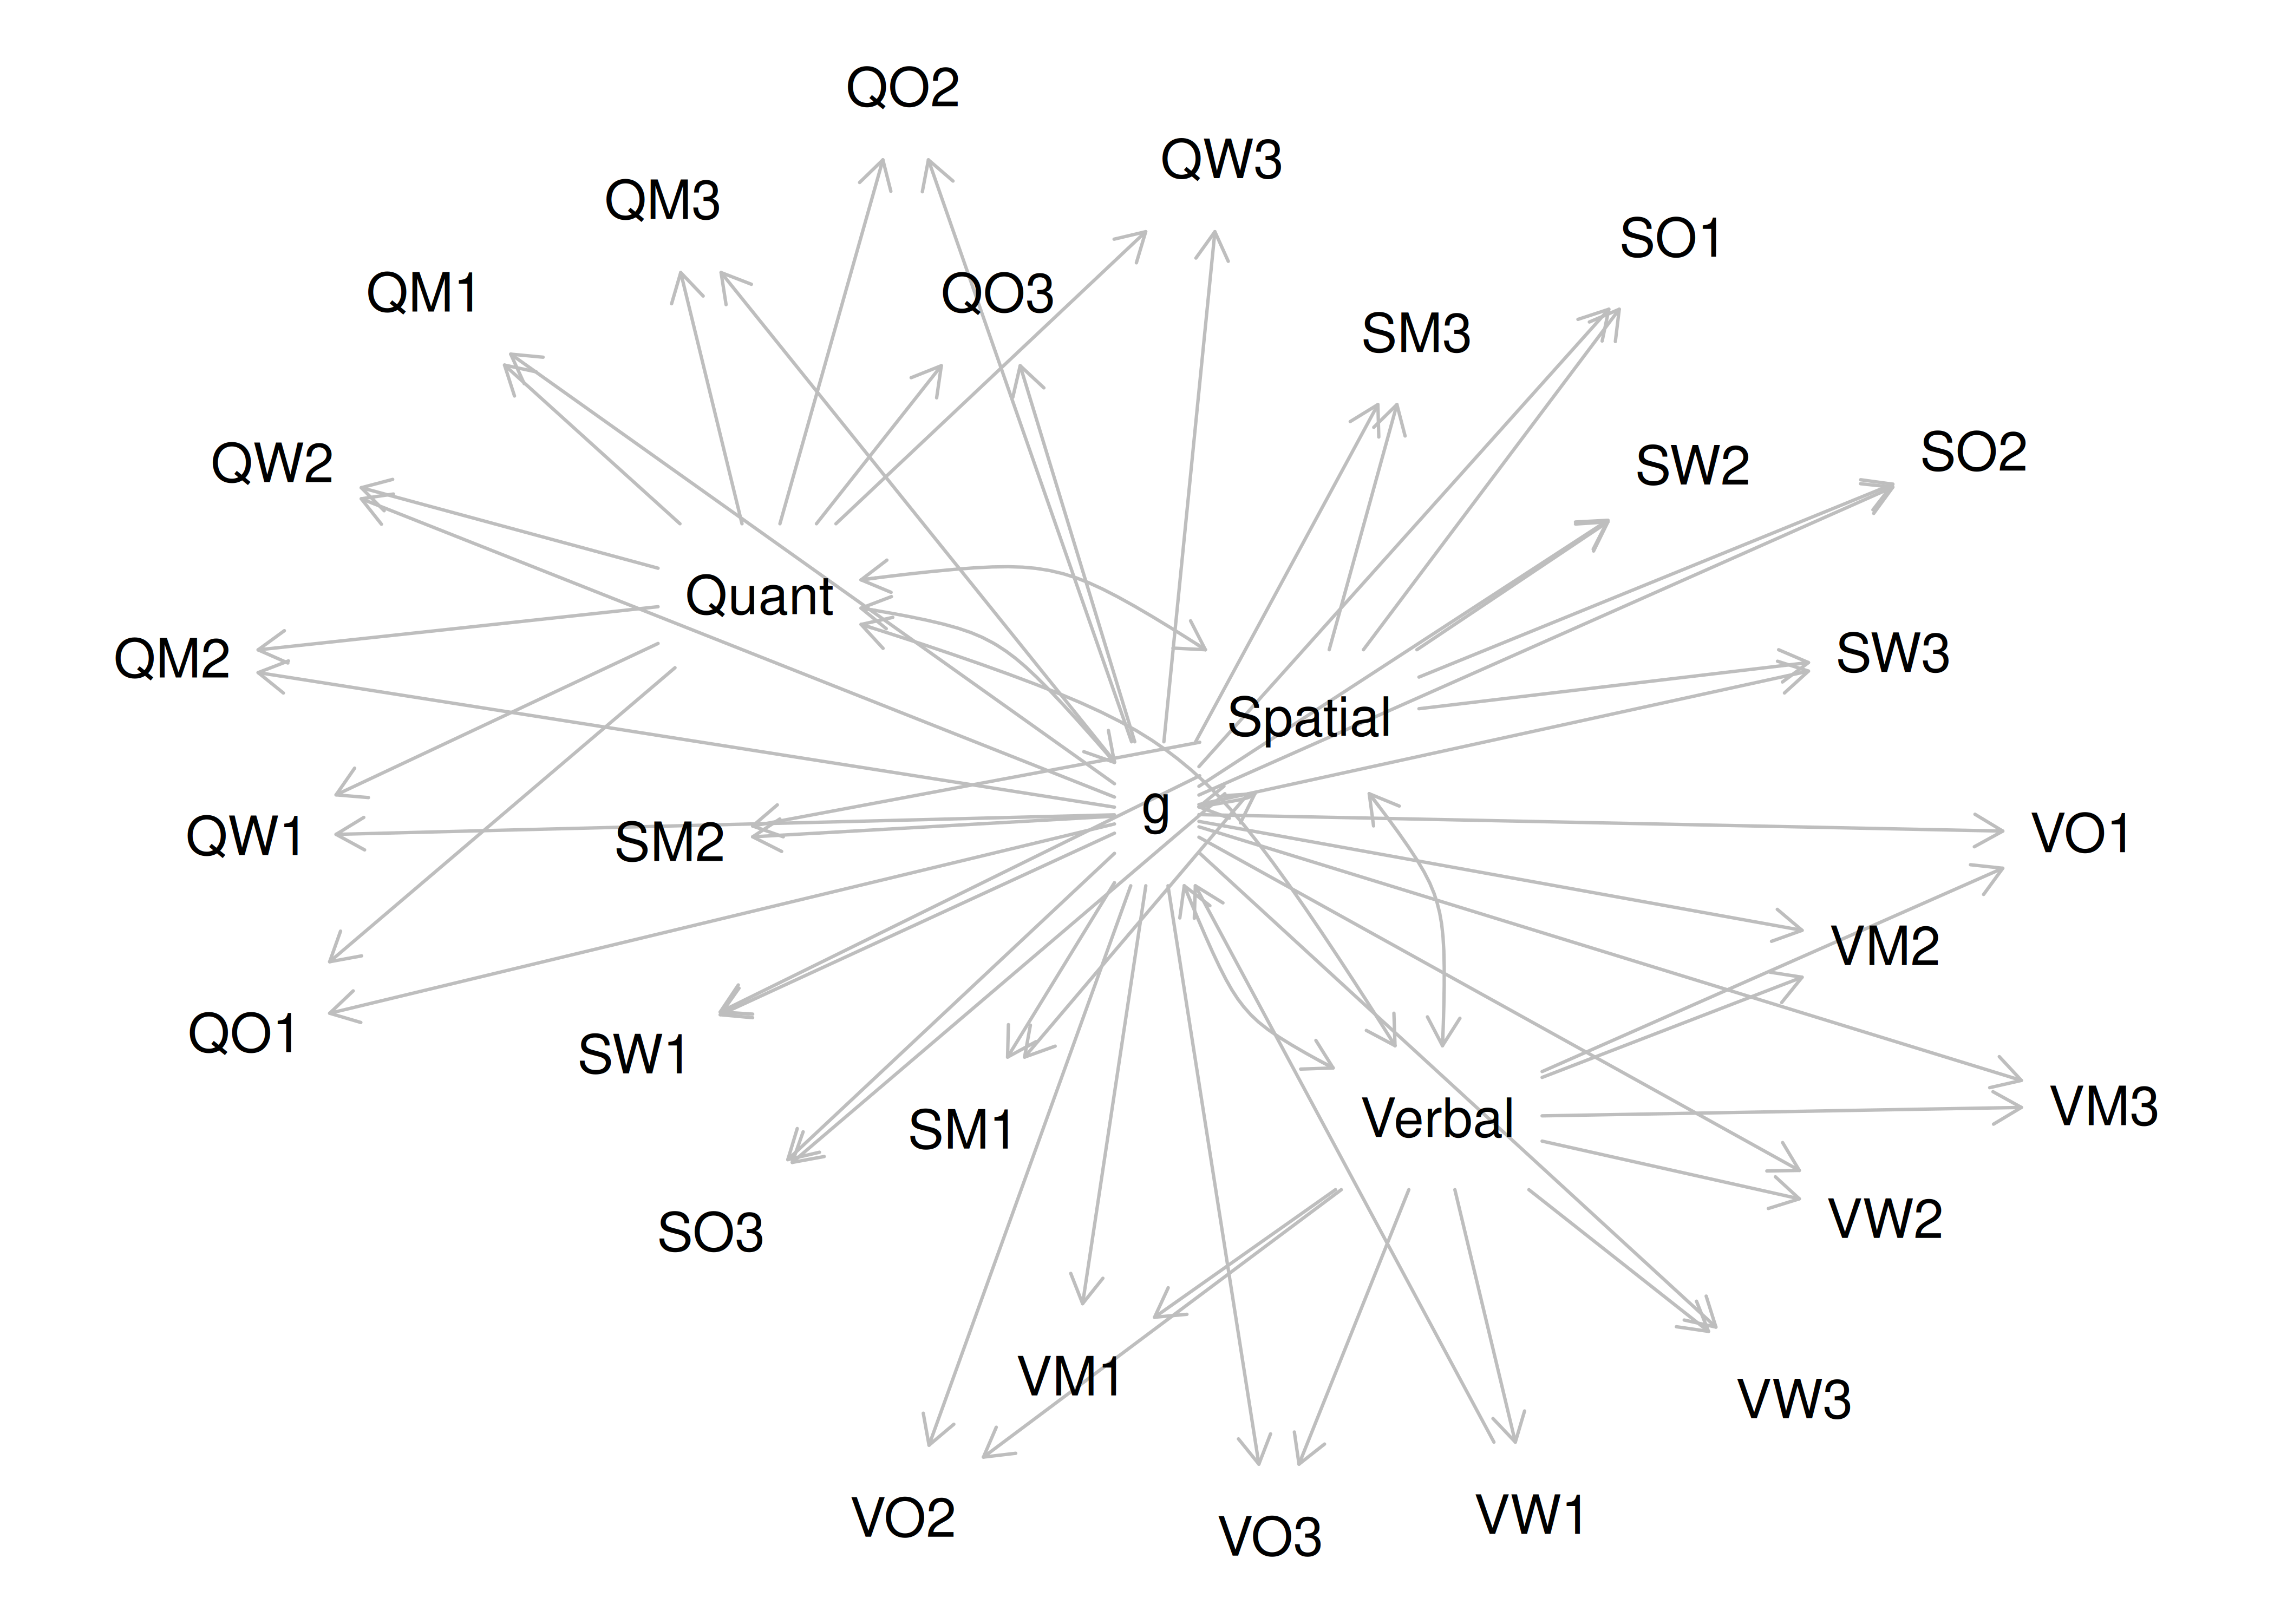 QO2
QW3
QM3
SO1
QM1
QO3
SM3
SO2
QW2
SW2
Quant
SW3
QM2
Spatial
g
VO1
QW1
SM2
VM2
QO1
SW1
VM3
Verbal
SM1
VW2
SO3
VM1
VW3
VW1
VO2
VO3